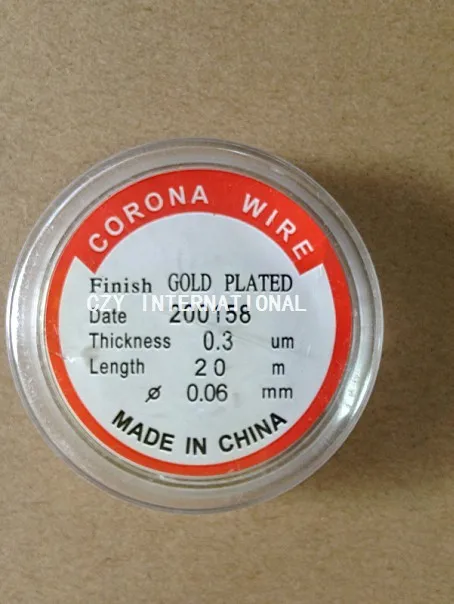 CORONA WIRE
Finish GOLD PLATED
CZY INTERNATIONAL
Date 200158
Thickness 0.3 um
Length 20 m
⌀ 0.06 mm
MADE IN CHINA